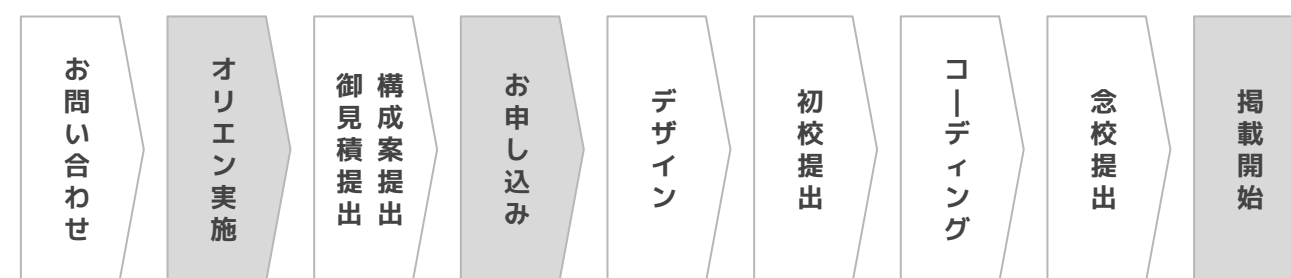 お問い合わせ
オリエン実施
構成案提出
御見積提出
お申し込み
デザイン
初校提出
コーディング
念校提出
掲載開始